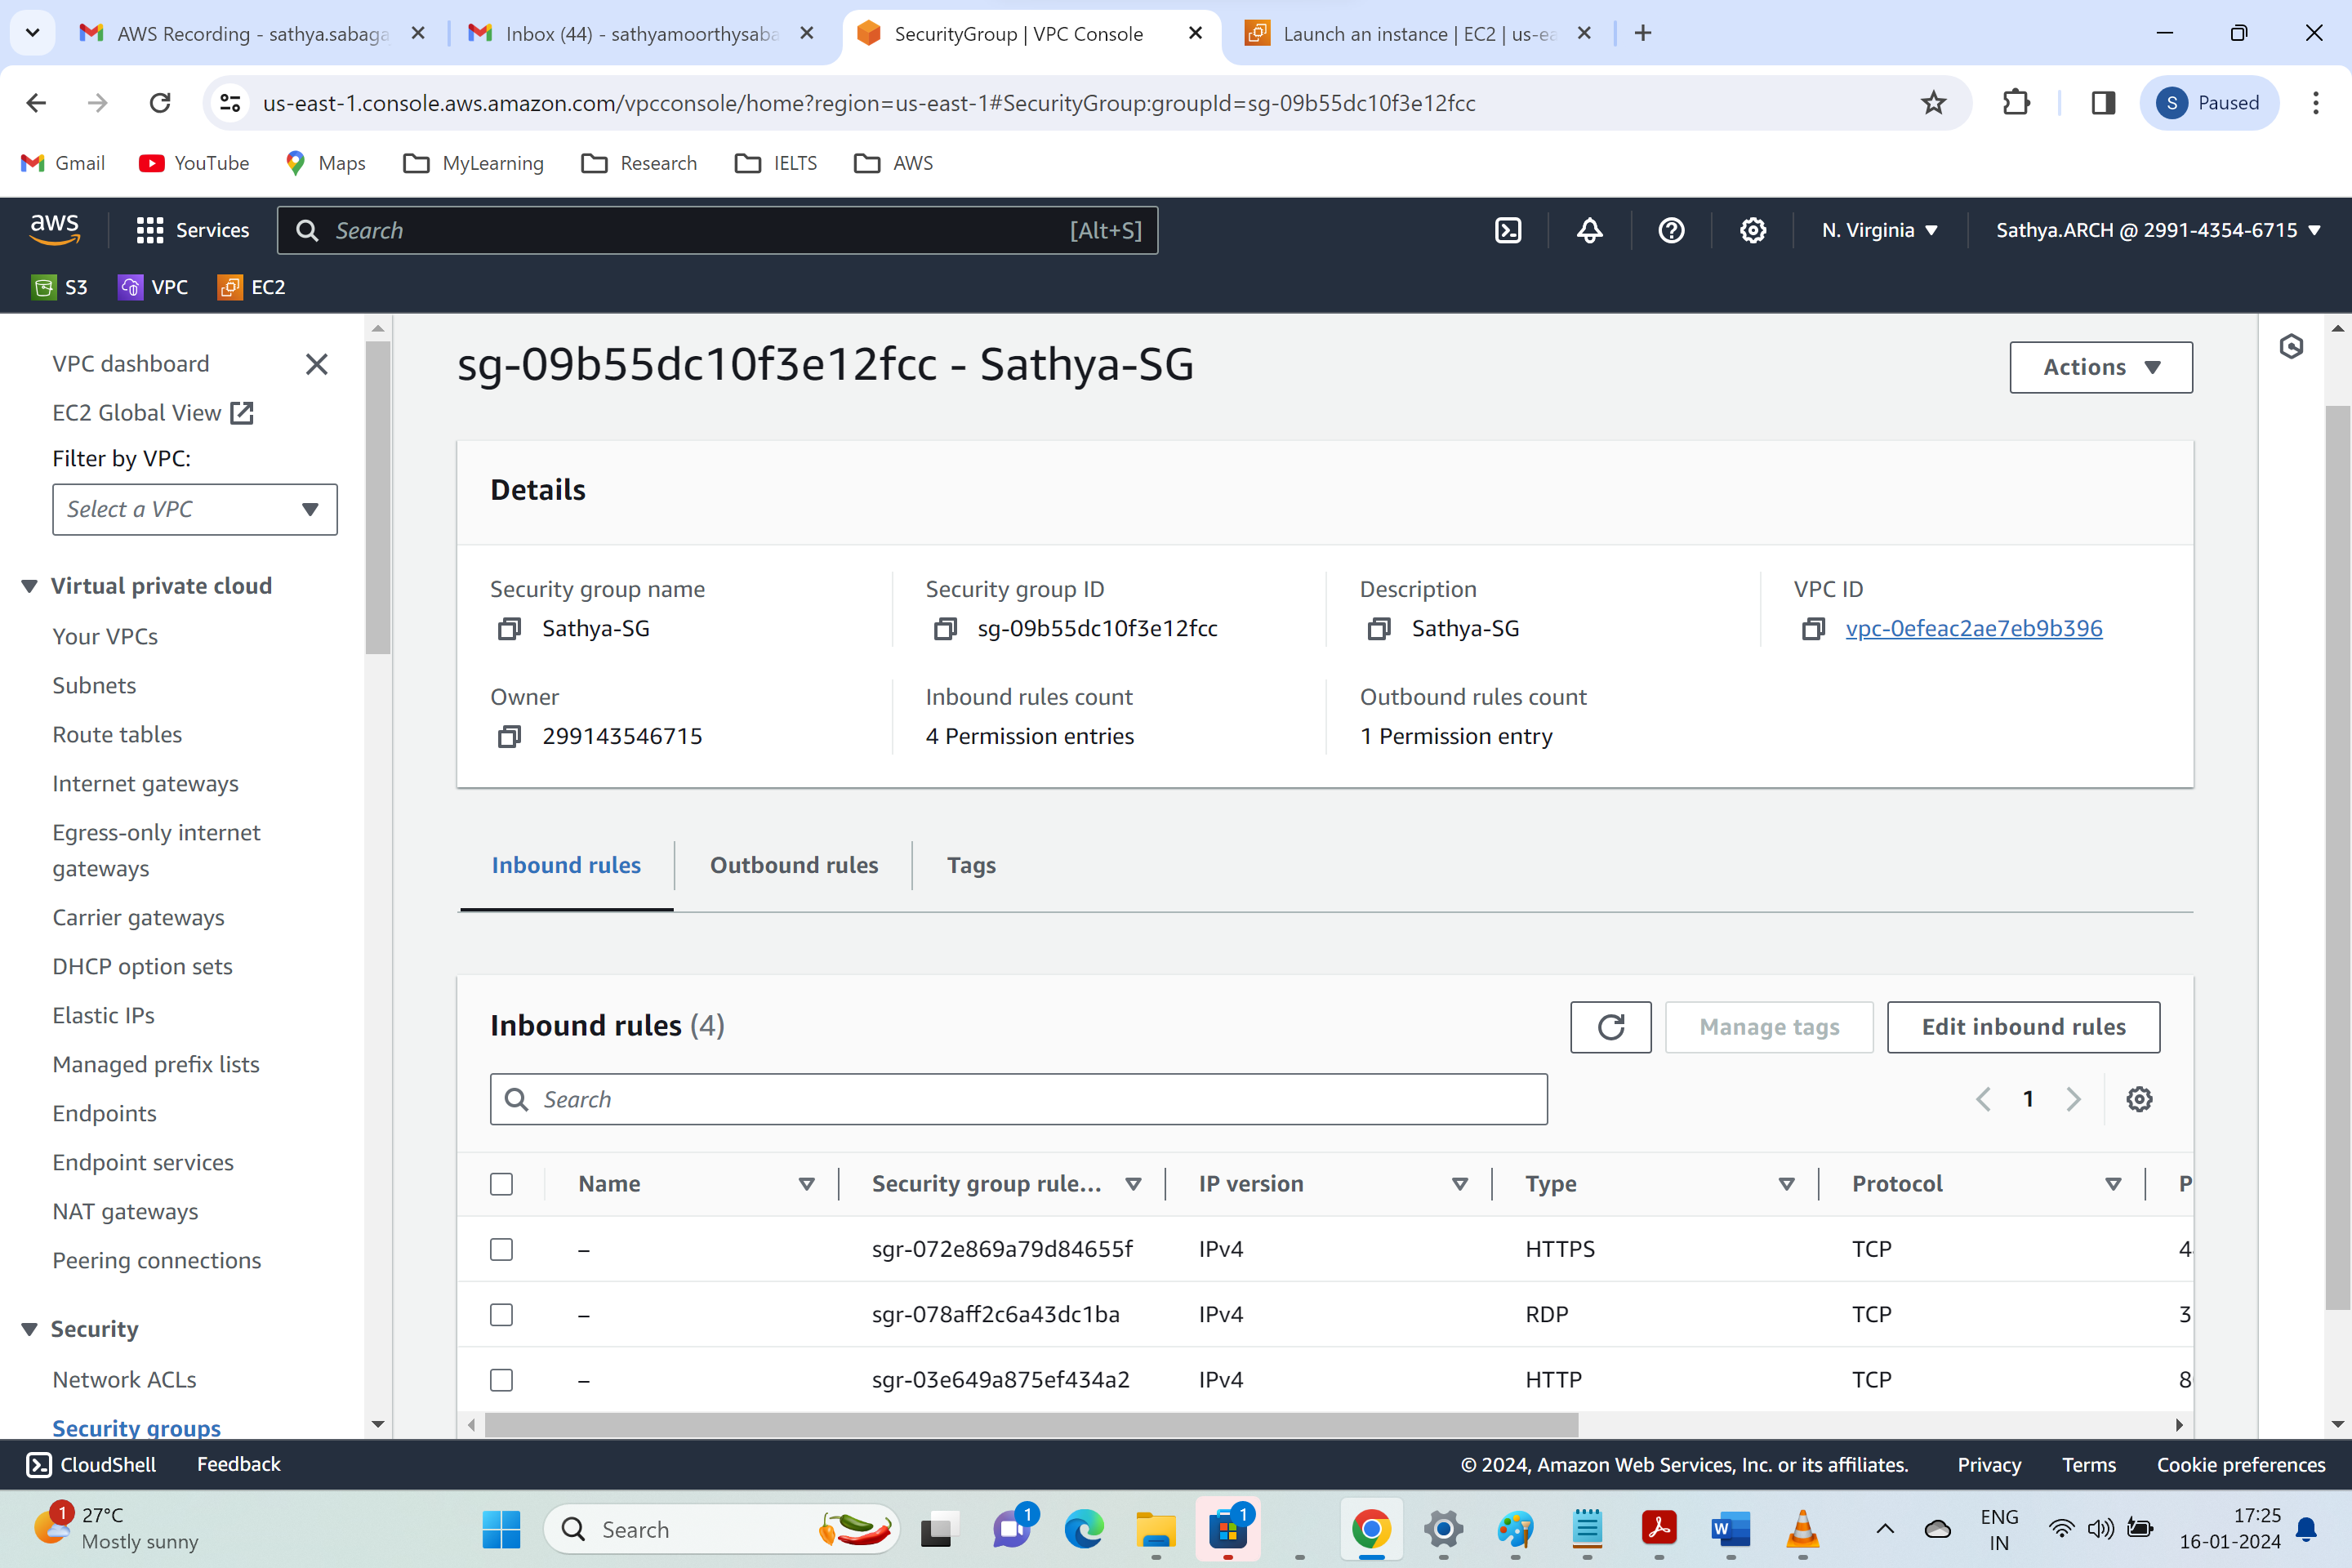 AWS Recording - sathya.sabaga
Inbox (44) - sathyamoorthysaba
SecurityGroup | VPC Console
Launch an instance | EC2 | us-ea
us-east-1.console.aws.amazon.com/vpcconsole/home?region=us-east-1#SecurityGroup:groupId=sg-09b55dc10f3e12fcc
S Paused
Gmail YouTube Maps MyLearning Research IELTS AWS
aws Services Search [Alt+S] N. Virginia Sathya.ARCH @ 2991-4354-6715
S3 VPC EC2
VPC dashboard
EC2 Global View
Filter by VPC:
Select a VPC
Virtual private cloud
Your VPCs
Subnets
Route tables
Internet gateways
Egress-only internet
gateways
Carrier gateways
DHCP option sets
Elastic IPs
Managed prefix lists
Endpoints
Endpoint services
NAT gateways
Peering connections
Security
Network ACLs
Security groups
sg-09b55dc10f3e12fcc - Sathya-SG
Actions
Details
Security group name Security group ID Description VPC ID
Sathya-SG sg-09b55dc10f3e12fcc Sathya-SG vpc-0efeac2ae7eb9b396
Owner Inbound rules count Outbound rules count
299143546715 4 Permission entries 1 Permission entry
Inbound rules Outbound rules Tags
Inbound rules (4) Manage tags Edit inbound rules
Search 1
Name Security group rule... IP version Type Protocol P
– sgr-072e869a79d84655f IPv4 HTTPS TCP 4
– sgr-078aff2c6a43dc1ba IPv4 RDP TCP 3
– sgr-03e649a875ef434a2 IPv4 HTTP TCP 8
CloudShell Feedback © 2024, Amazon Web Services, Inc. or its affiliates. Privacy Terms Cookie preferences
1 27°C
Mostly sunny
Search
1
1
W
ENG
IN
17:25
16-01-2024